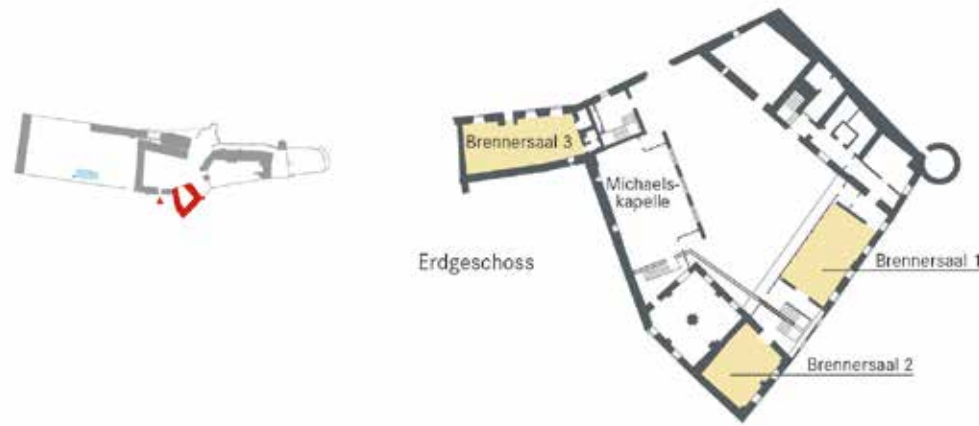 Brennersaal 3
Michaels-
kapelle
Erdgeschoss
Brennersaal 1
Brennersaal 2